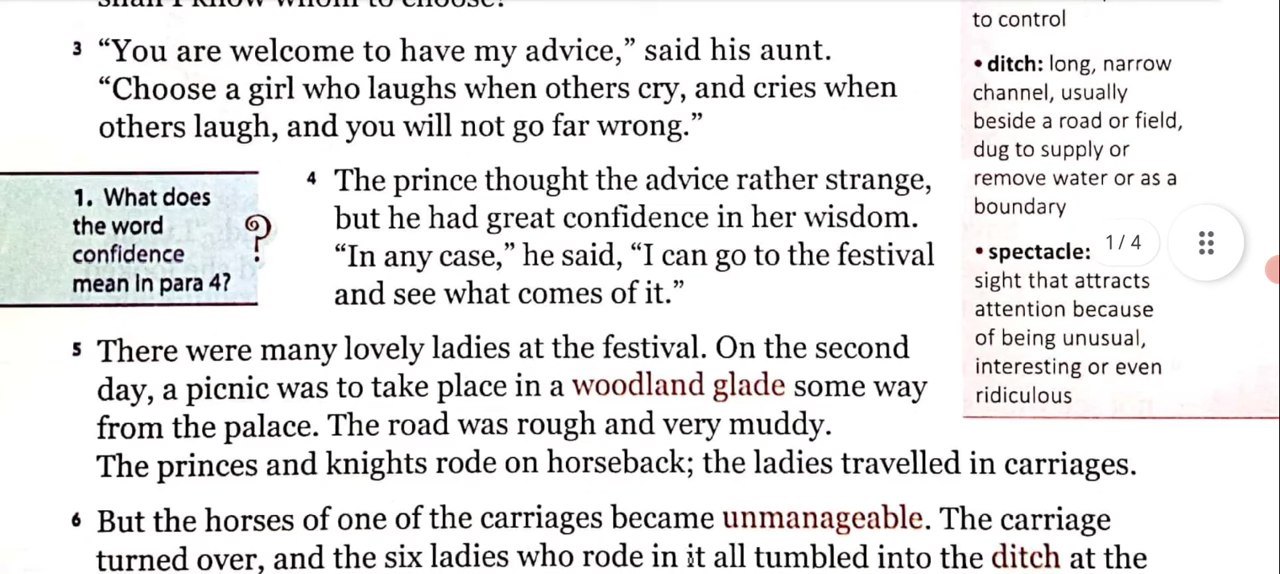 3 “You are welcome to have my advice,” said his aunt.
“Choose a girl who laughs when others cry, and cries when
others laugh, and you will not go far wrong.”
1. What does
the word
confidence
mean in para 4?
?
4 The prince thought the advice rather strange,
but he had great confidence in her wisdom.
“In any case,” he said, “I can go to the festival
and see what comes of it.”
5 There were many lovely ladies at the festival. On the second
day, a picnic was to take place in a woodland glade some way
from the palace. The road was rough and very muddy.
The princes and knights rode on horseback; the ladies travelled in carriages.
6 But the horses of one of the carriages became unmanageable. The carriage
turned over, and the six ladies who rode in it all tumbled into the ditch at the
to control
• ditch: long, narrow
channel, usually
beside a road or field,
dug to supply or
remove water or as a
boundary
• spectacle:
sight that attracts
attention because
of being unusual,
interesting or even
ridiculous
1 / 4